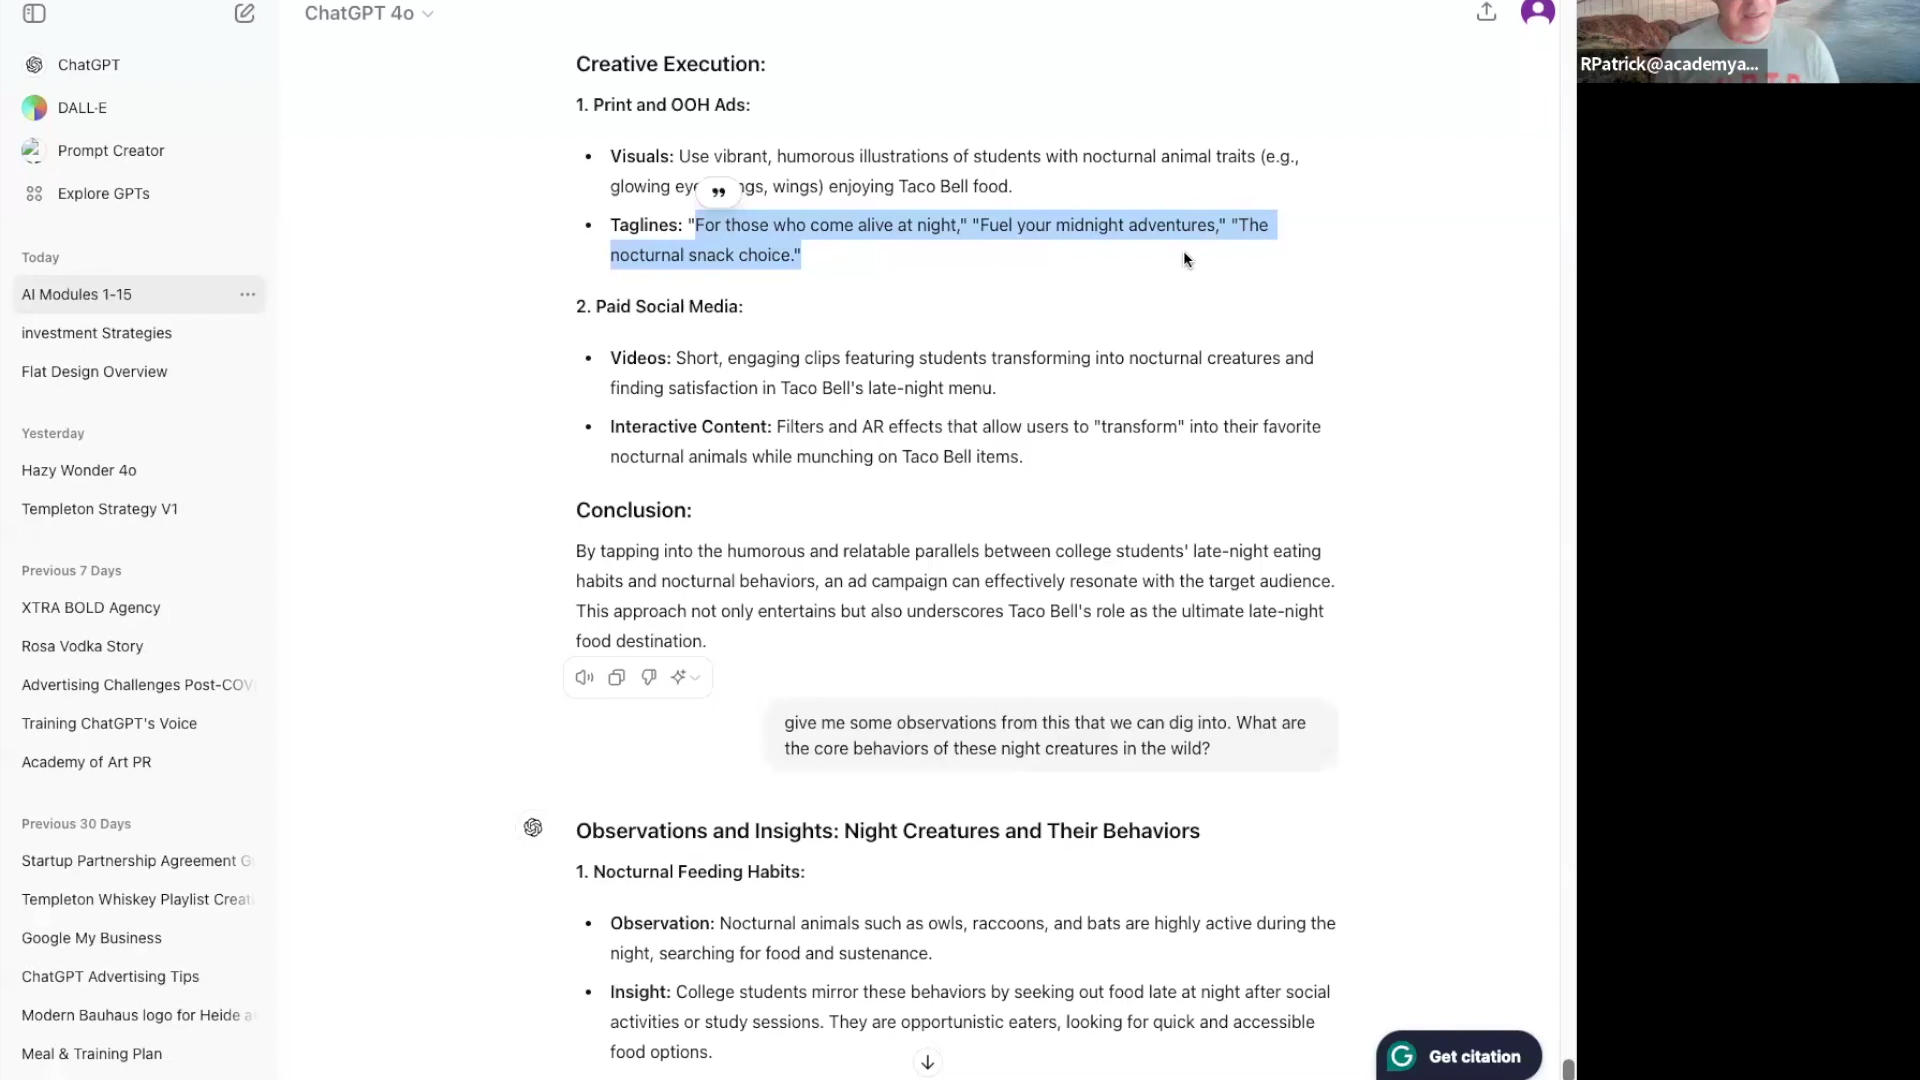 ChatGPT 4o
ChatGPT
DALL·E
Prompt Creator
Explore GPTs
Today
AI Modules 1-15
investment Strategies
Flat Design Overview
Yesterday
Hazy Wonder 4o
Templeton Strategy V1
Previous 7 Days
XTRA BOLD Agency
Rosa Vodka Story
Advertising Challenges Post-COV
Training ChatGPT's Voice
Academy of Art PR
Previous 30 Days
Startup Partnership Agreement G
Templeton Whiskey Playlist Creat
Google My Business
ChatGPT Advertising Tips
Modern Bauhaus logo for Heide a
Meal & Training Plan
Creative Execution:
1. Print and OOH Ads:
• Visuals: Use vibrant, humorous illustrations of students with nocturnal animal traits (e.g.,
glowing eye ngs, wings) enjoying Taco Bell food.
• Taglines: "For those who come alive at night," "Fuel your midnight adventures," "The
nocturnal snack choice."
2. Paid Social Media:
• Videos: Short, engaging clips featuring students transforming into nocturnal creatures and
finding satisfaction in Taco Bell's late-night menu.
• Interactive Content: Filters and AR effects that allow users to "transform" into their favorite
nocturnal animals while munching on Taco Bell items.
Conclusion:
By tapping into the humorous and relatable parallels between college students' late-night eating
habits and nocturnal behaviors, an ad campaign can effectively resonate with the target audience.
This approach not only entertains but also underscores Taco Bell's role as the ultimate late-night
food destination.
give me some observations from this that we can dig into. What are
the core behaviors of these night creatures in the wild?
Observations and Insights: Night Creatures and Their Behaviors
1. Nocturnal Feeding Habits:
• Observation: Nocturnal animals such as owls, raccoons, and bats are highly active during the
night, searching for food and sustenance.
• Insight: College students mirror these behaviors by seeking out food late at night after social
activities or study sessions. They are opportunistic eaters, looking for quick and accessible
food options.
Get citation
RPatrick@academya...